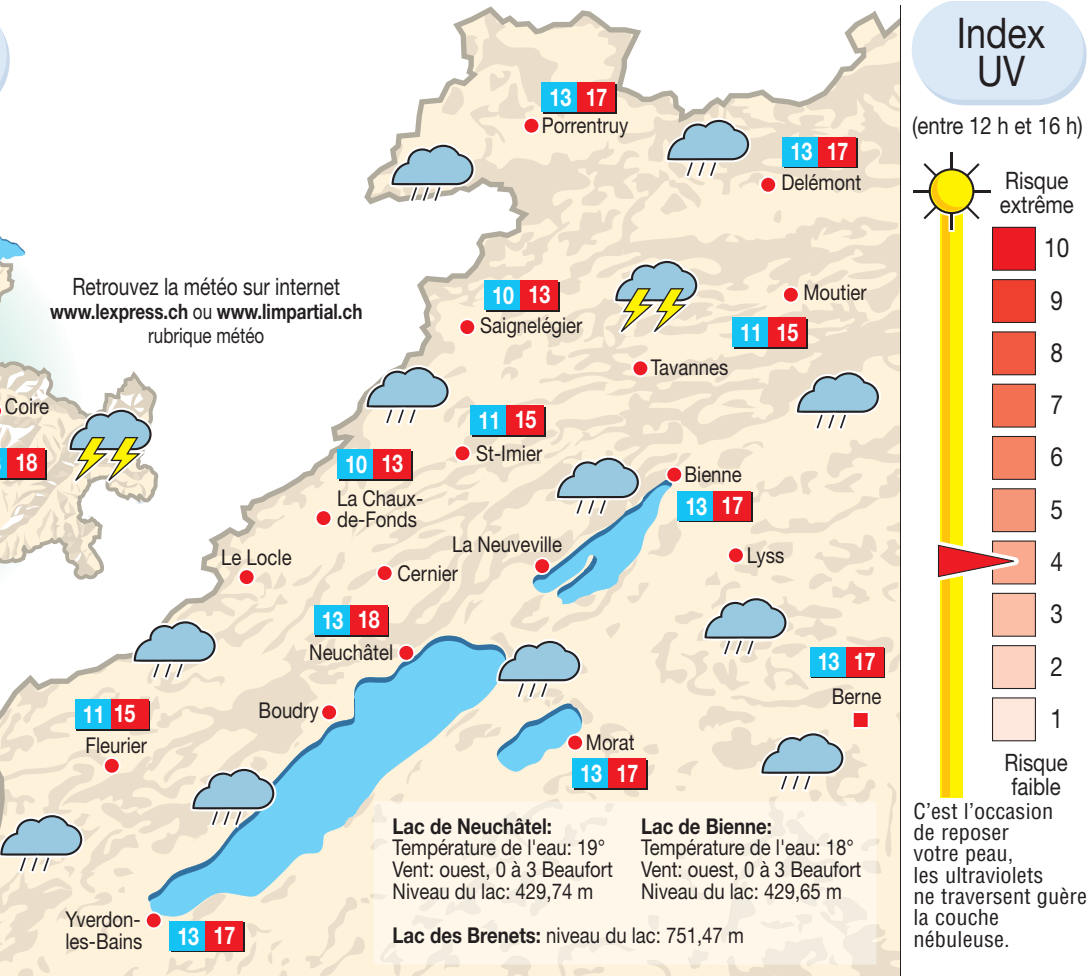 13 17
Porrentruy
13 17
Delémont
Retrouvez la météo sur internet
www.lexpress.ch ou www.limpartial.ch
rubrique météo
10 13
Saignelégier
Moutier
11 15
Tavannes
Coire
18
11 15
St-Imier
10 13
La Chaux-
de-Fonds
Bienne
13 17
La Neuveville
Lyss
Le Locle
Cernier
13 18
Neuchâtel
13 17
Berne
11 15
Fleurier
Boudry
Morat
13 17
Yverdon-
les-Bains
13 17
Lac de Neuchâtel:
Température de l'eau: 19°
Vent: ouest, 0 à 3 Beaufort
Niveau du lac: 429,74 m
Lac de Bienne:
Température de l'eau: 18°
Vent: ouest, 0 à 3 Beaufort
Niveau du lac: 429,65 m
Lac des Brenets: niveau du lac: 751,47 m
Index
UV
(entre 12 h et 16 h)
Risque
extrême
10
9
8
7
6
5
4
3
2
1
Risque
faible
C'est l'occasion
de reposer
votre peau,
les ultraviolets
ne traversent guère
la couche
nébuleuse.